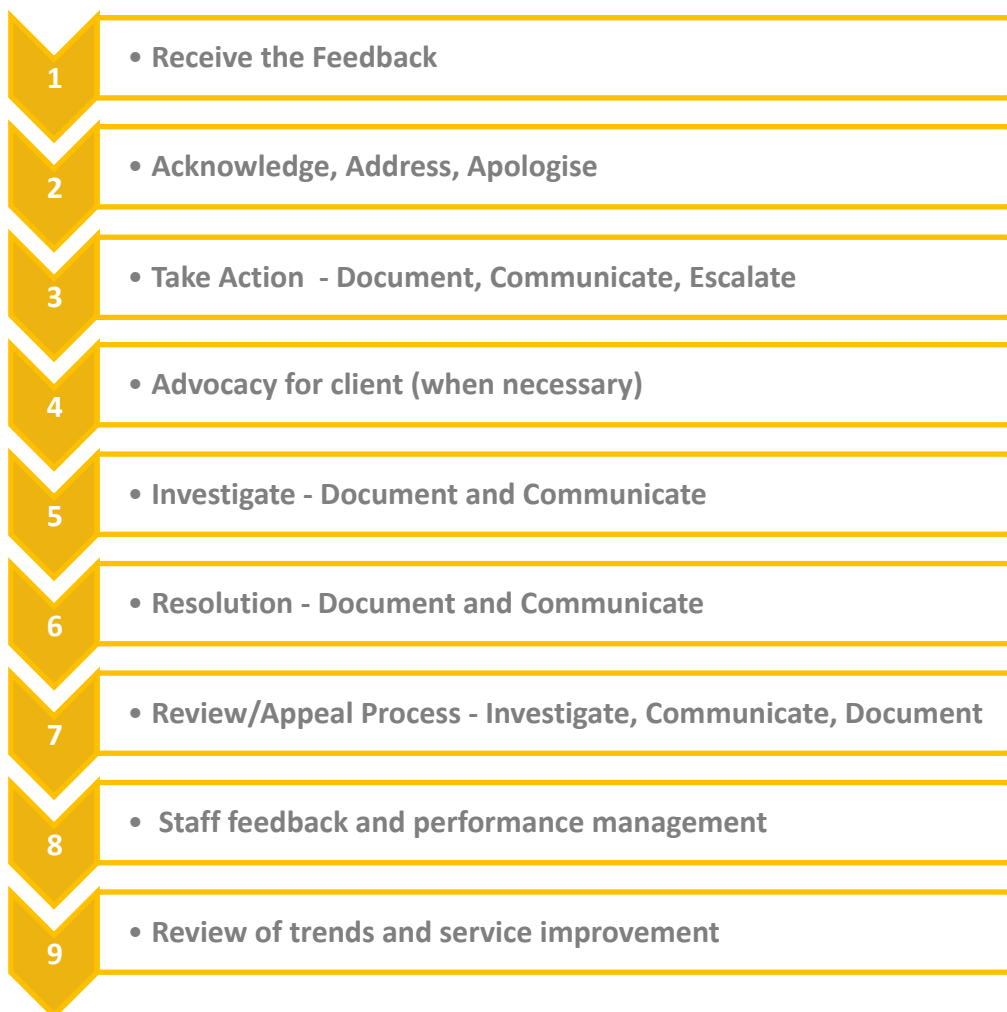 1
• Receive the Feedback
2
• Acknowledge, Address, Apologise
3
• Take Action - Document, Communicate, Escalate
4
• Advocacy for client (when necessary)
5
• Investigate - Document and Communicate
6
• Resolution - Document and Communicate
7
• Review/Appeal Process - Investigate, Communicate, Document
8
• Staff feedback and performance management
9
• Review of trends and service improvement